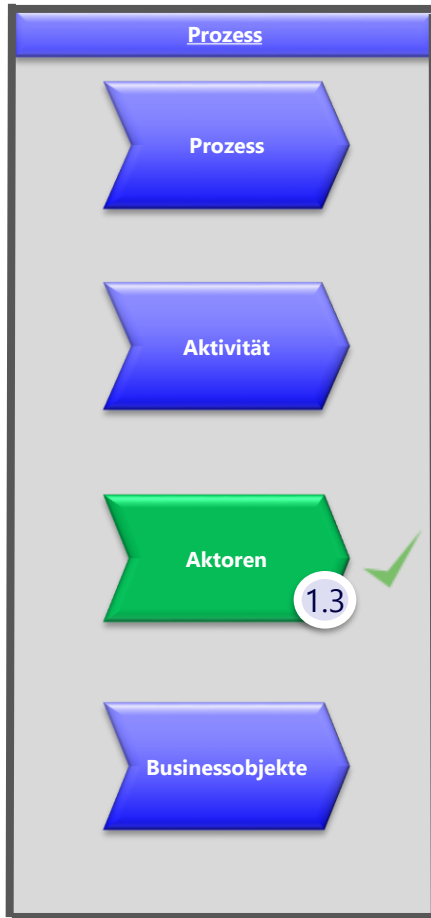 Prozess
Prozess
Aktivität
Aktoren
1.3
Businessobjekte